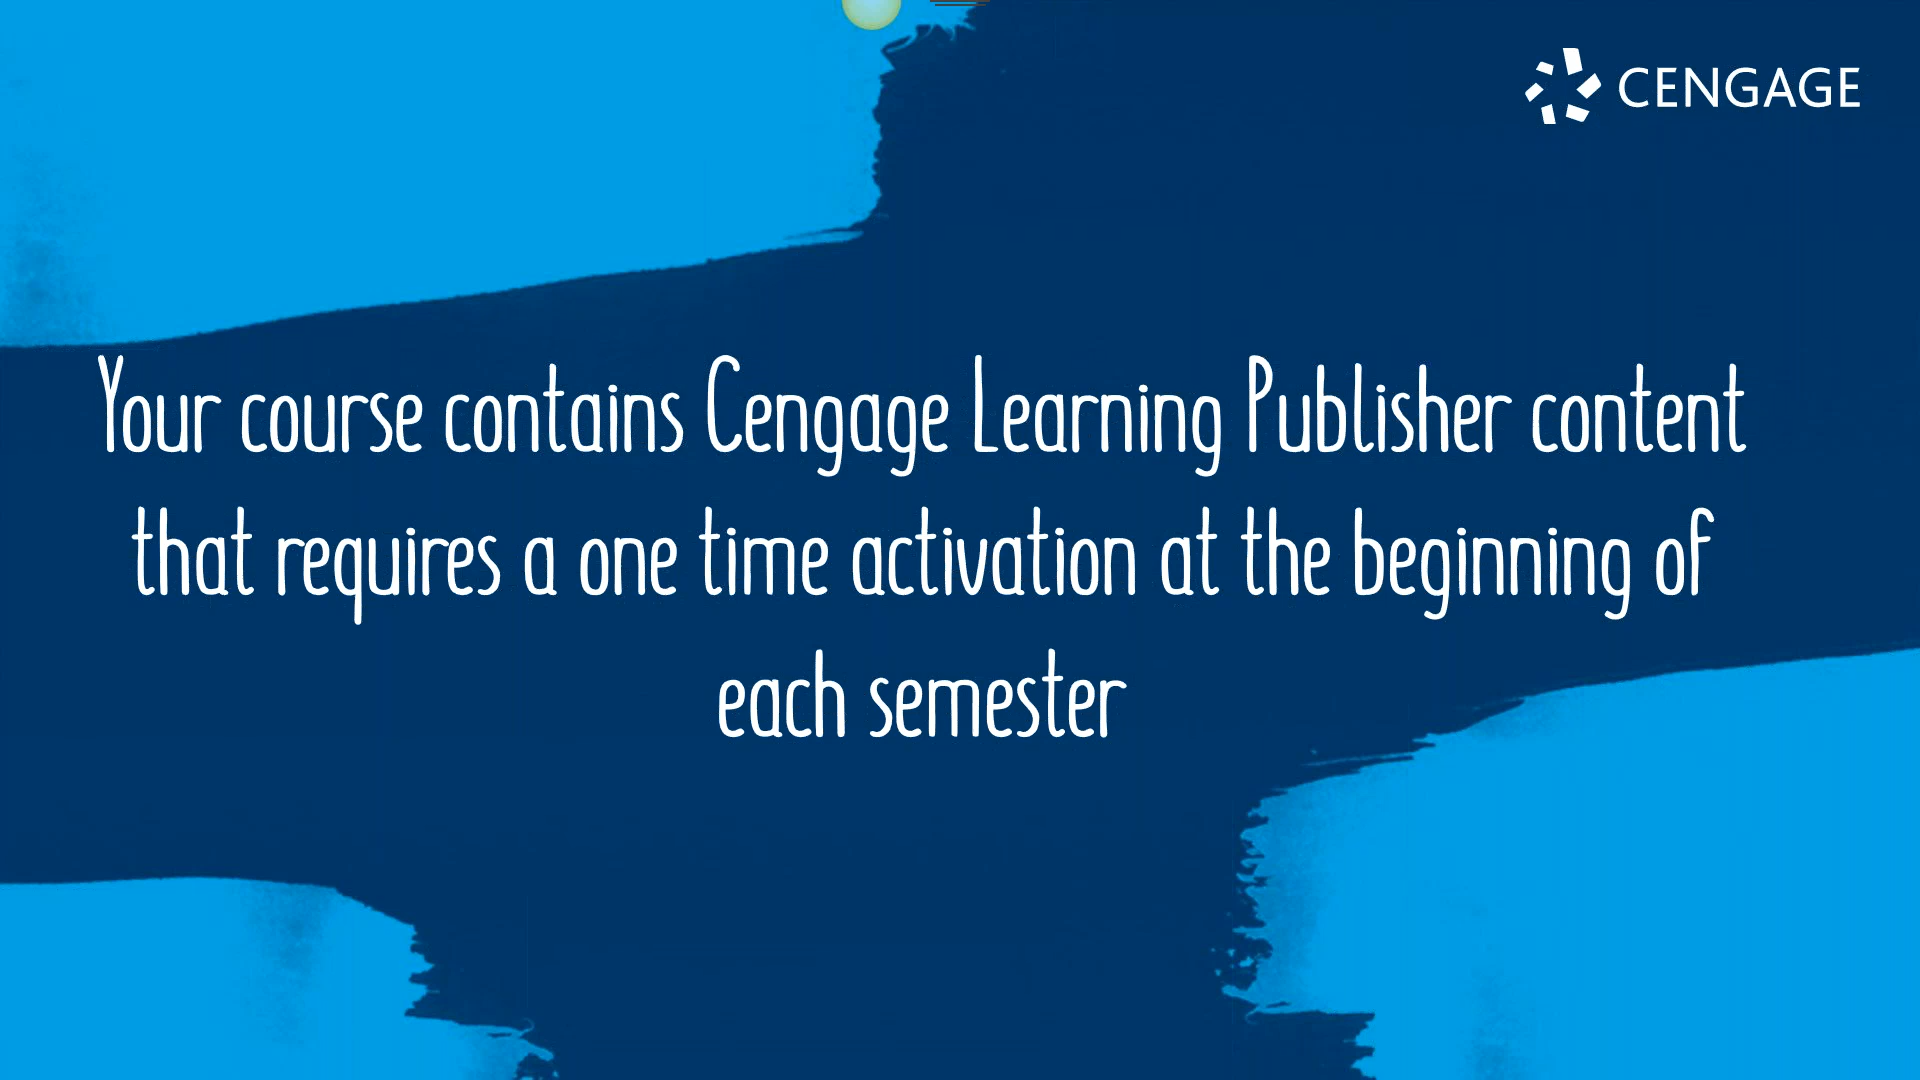 CENGAGE
Your course contains Cengage Learning Publisher content
that requires a one time activation at the beginning of
each semester